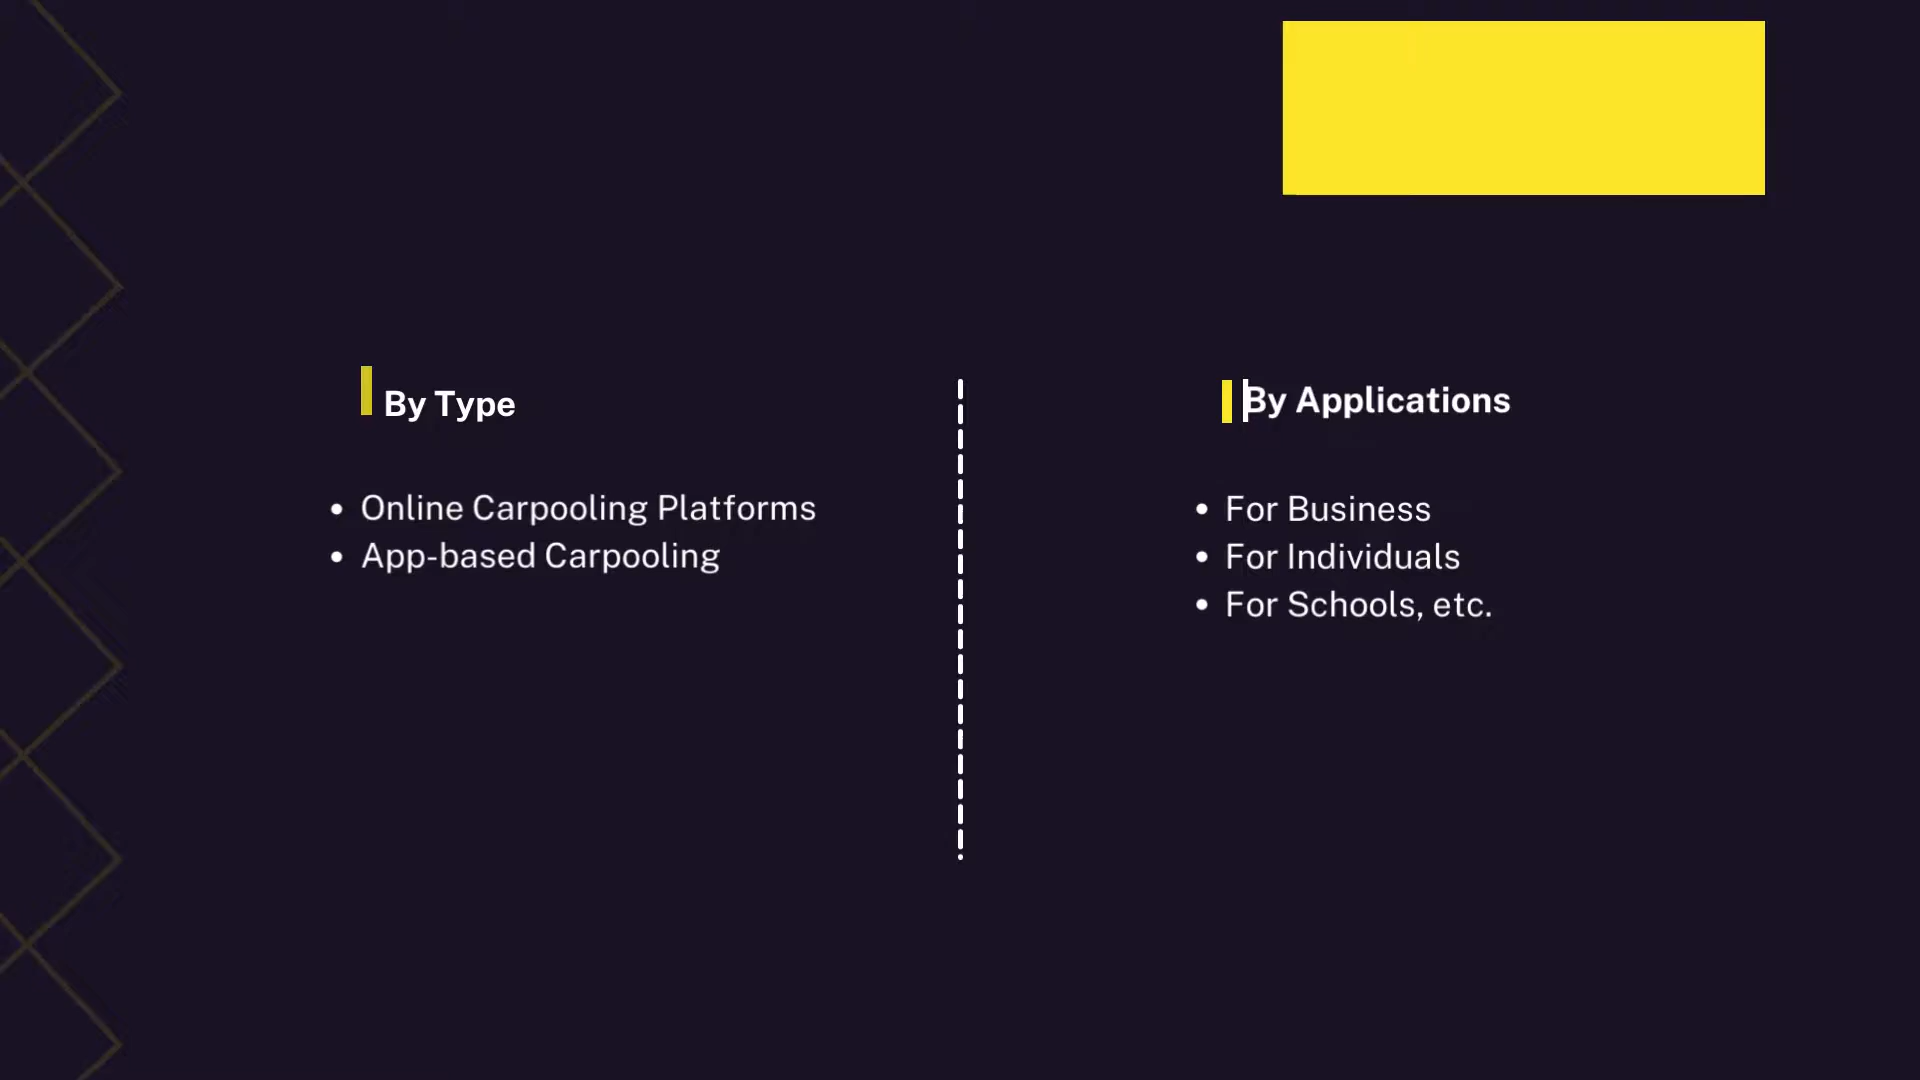 By Type
Online Carpooling Platforms
App-based Carpooling
By Applications
For Business
For Individuals
For Schools, etc.